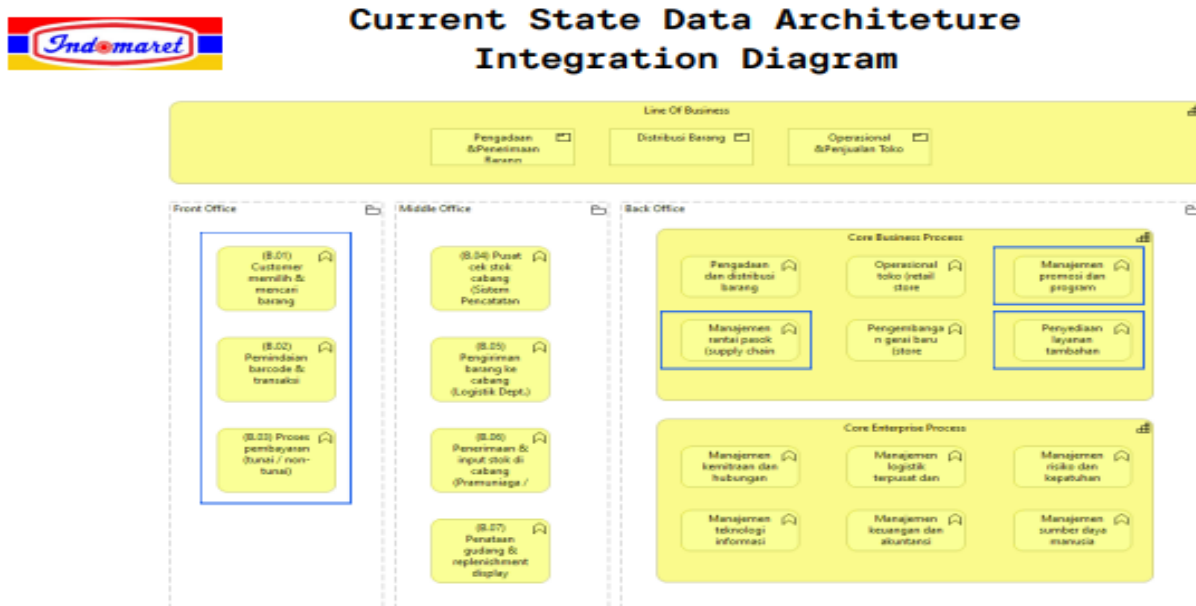 Indomaret
Current State Data Architeture
Integration Diagram
Line Of Business
Pengadaan
&Penerimaan
Barang
Distribusi Barang
Operasional
&Penjualan Toko
Front Office
Middle Office
Back Office
(B.01)
Customer
memilih &
mencari
barang
(B.02)
Pemindaian
barcode &
transaksi
(B.03) Proses
pembayaran
(tunai / non-
tunai)
(B.04) Pusat
cek stok
cabang
(Sistem
Pencatatan
(B.05)
Pengiriman
barang ke
cabang
(Logistik Dept.)
(B.06)
Penerimaan &
input stok di
cabang
(Pramuniaga /
(B.07)
Penataan
gudang &
replenishment
display
Core Business Process
Pengadaan
dan distribusi
barang
Operasional
toko (retail
store
Manajemen
promosi dan
program
Manajemen
rantai pasok
(supply chain
Pengembanga
n gerai baru
(store
Penyediaan
layanan
tambahan
Core Enterprise Process
Manajemen
kemitraan dan
hubungan
Manajemen
logistik
terpusat dan
Manajemen
risiko dan
kepatuhan
Manajemen
teknologi
informasi
Manajemen
keuangan dan
akuntansi
Manajemen
sumber daya
manusia